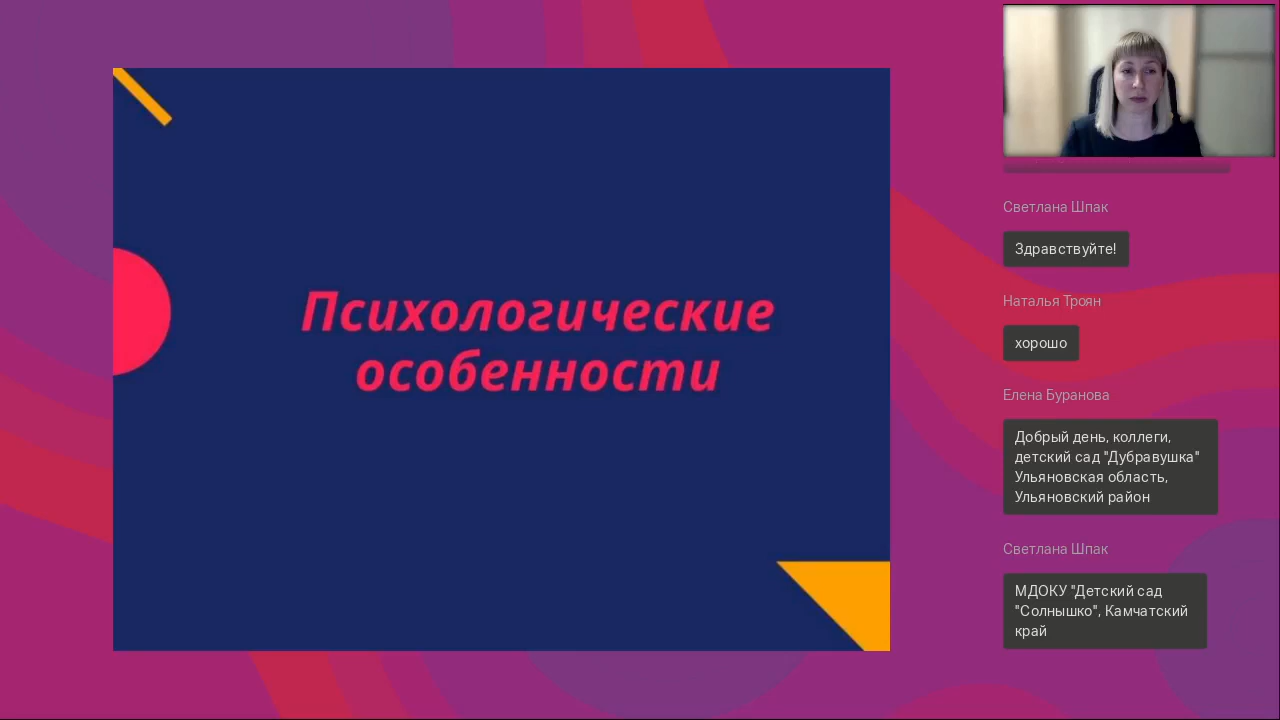 Психологические
особенности
Светлана Шпак
Здравствуйте!
Наталья Троян
хорошо
Елена Буранова
Добрый день, коллеги,
детский сад "Дубравушка"
Ульяновская область,
Ульяновский район
Светлана Шпак
МДОКУ "Детский сад
"Солнышко", Камчатский
край